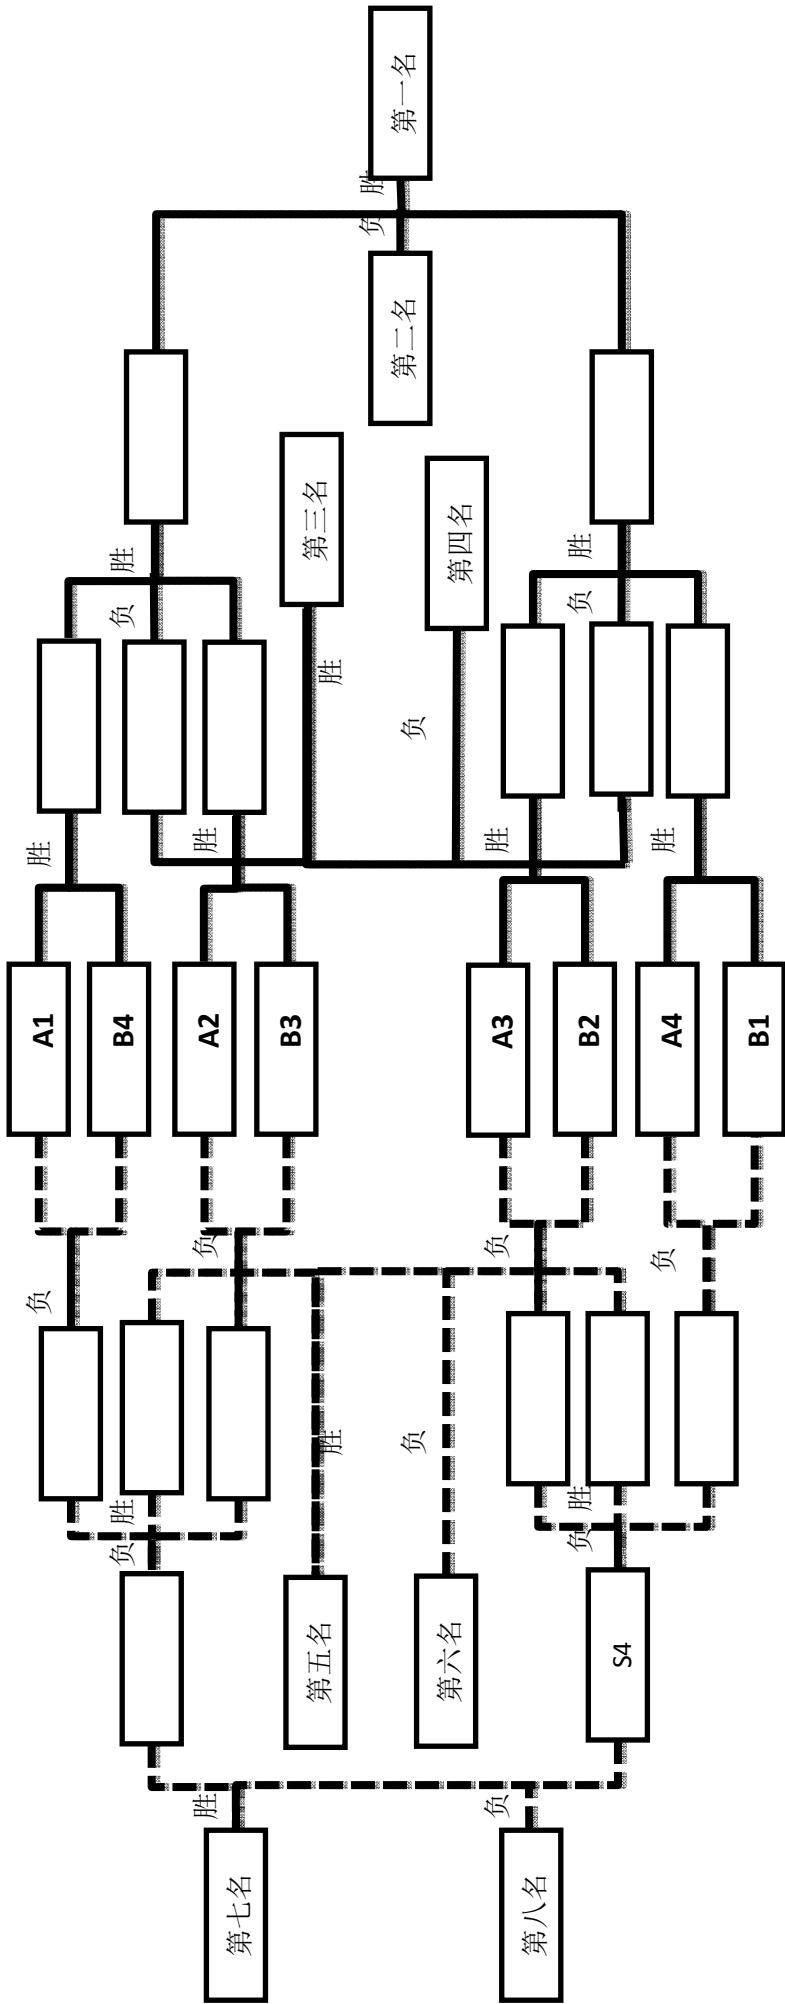 第一名
胜
负
第二名
第三名
第四名
胜
胜
负
负
胜
负
胜
胜
胜
胜
A1
B4
A2
B3
A3
B2
A4
B1
负
负
负
负
胜
负
胜
胜
负
负
第五名
第六名
S4
胜
负
第七名
第八名